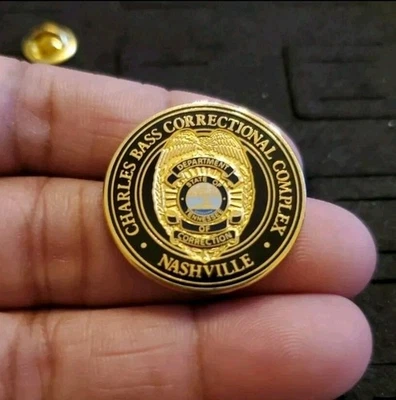 CHARLES BASS CORRECTIONAL COMPLEX
DEPARTMENT
STATE OF
TENNESSEE
OF
CORRECTION
• NASHVILLE •